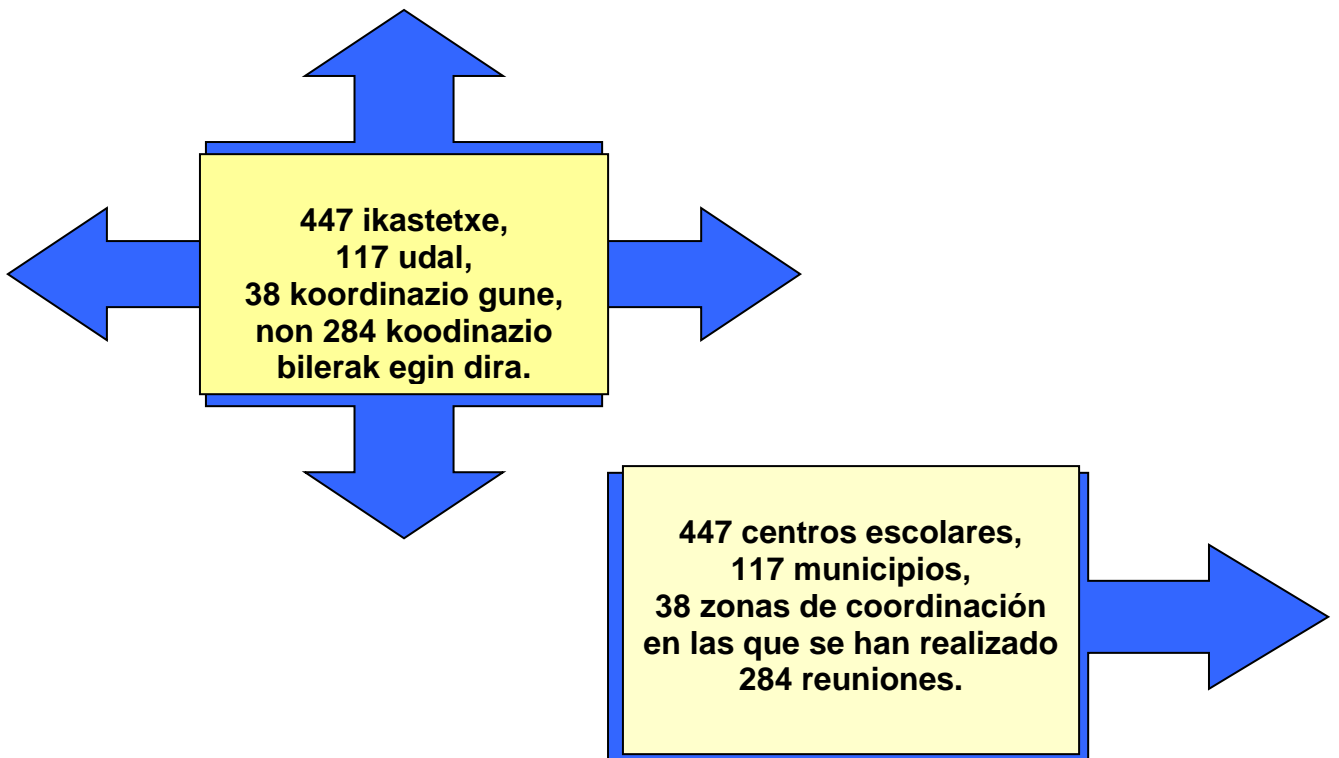 447 ikastetxe,
117 udal,
38 koordinazio gune,
non 284 koodinazio
bilerak egin dira.
447 centros escolares,
117 municipios,
38 zonas de coordinación
en las que se han realizado
284 reuniones.